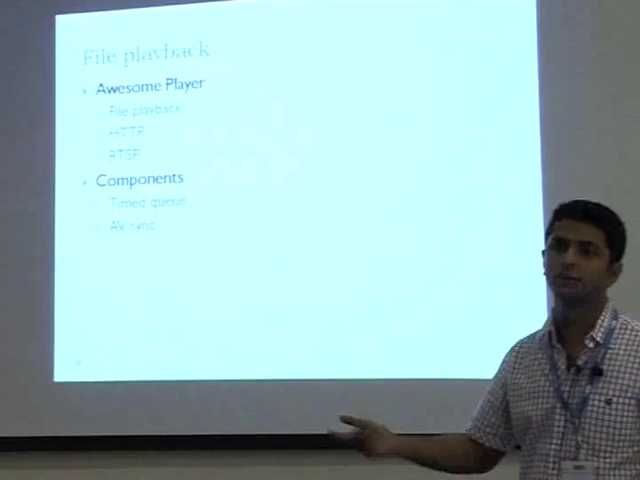 File playback
Awesome Player
File playback
HTTP
RTSP
Components
Timed queue
AV sync